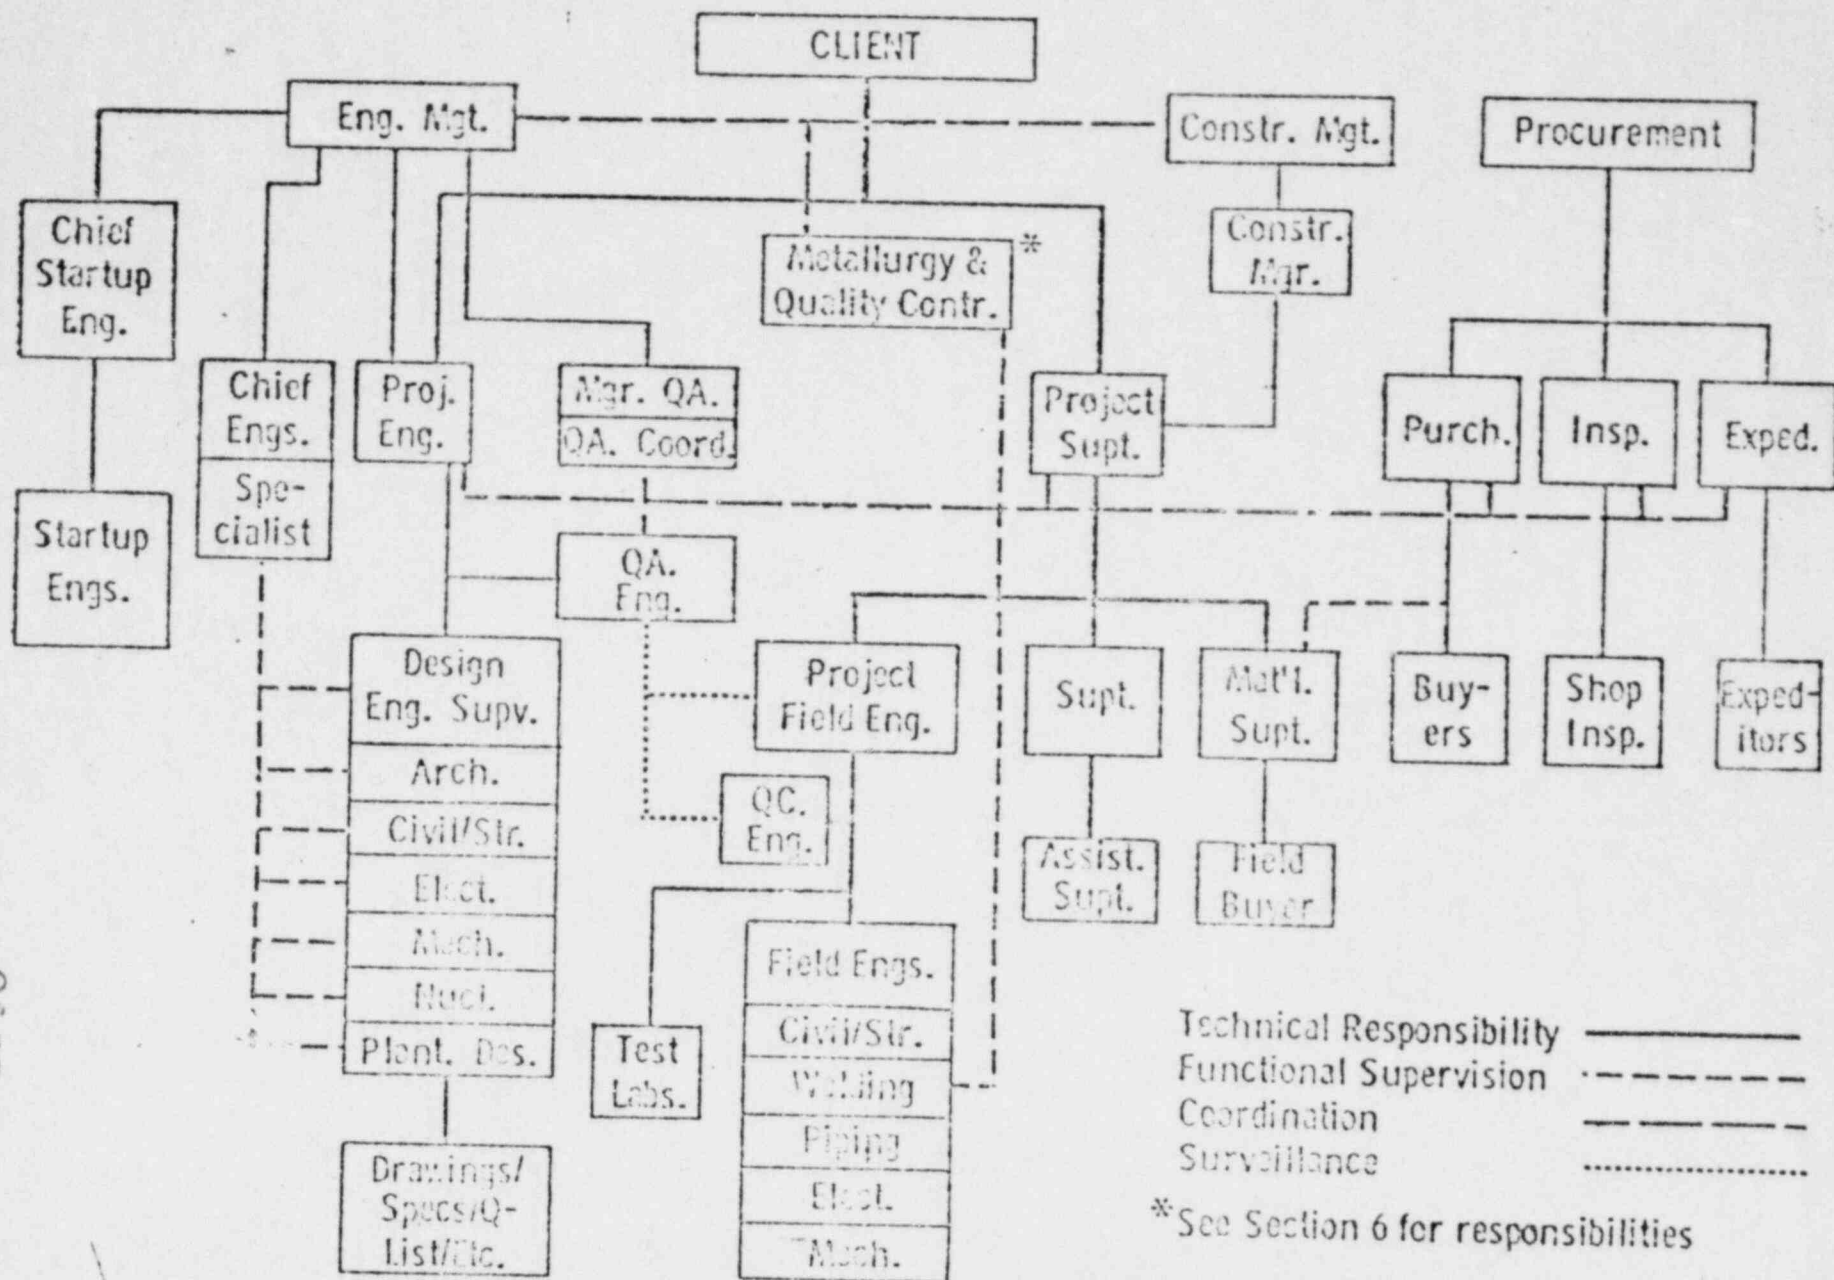 CLIENT
Eng. Mgt.
Constr. Mgt.
Procurement
Chief
Startup
Eng.
Metallurgy &
Quality Contr.
*
Constr.
Mgr.
Chief
Engs.
Spe-
cialist
Proj.
Eng.
Mgr. QA.
QA. Coord.
Project
Supt.
Purch.
Insp.
Exped.
Startup
Engs.
QA.
Eng.
Design
Eng. Supv.
Arch.
Civil/Str.
Elect.
Mech.
Nucl.
Plant. Des.
Project
Field Eng.
Supt.
Mat'l.
Supt.
Buy-
ers
Shop
Insp.
Exped-
itors
QC.
Eng.
Assist.
Supt.
Field
Buyer
Test
Labs.
Field Engs.
Civil/Str.
Welding
Piping
Elect.
Mech.
Drawings/
Specs/Q-
List/Etc.
Technical Responsibility
Functional Supervision
Coordination
Surveillance
*See Section 6 for responsibilities